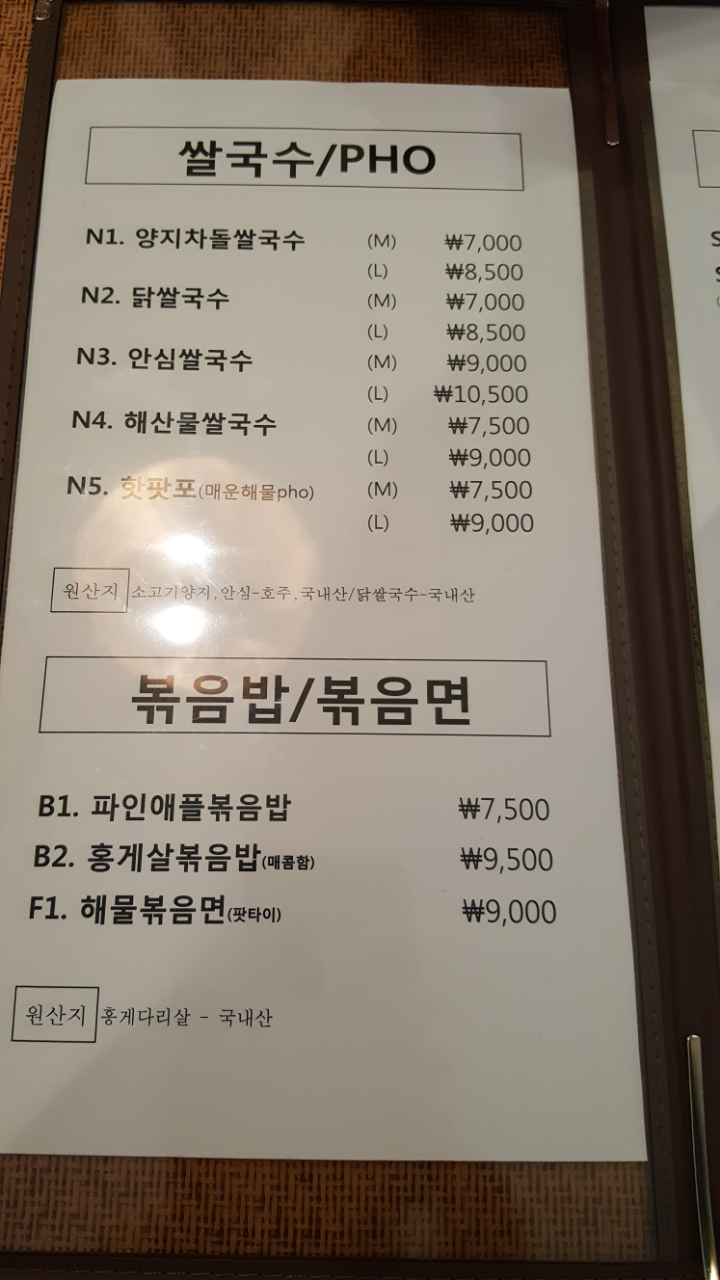 쌀국수/PHO
N1. 양지차돌쌀국수 (M) ₩7,000
(L) ₩8,500
N2. 닭쌀국수 (M) ₩7,000
(L) ₩8,500
N3. 안심쌀국수 (M) ₩9,000
(L) ₩10,500
N4. 해산물쌀국수 (M) ₩7,500
(L) ₩9,000
N5. 핫팟포(매운해물pho) (M) ₩7,500
(L) ₩9,000
원산지 소고기양지,안심-호주,국내산/닭쌀국수-국내산
볶음밥/볶음면
B1. 파인애플볶음밥 ₩7,500
B2. 홍게살볶음밥(매콤함) ₩9,500
F1. 해물볶음면(팟타이) ₩9,000
원산지 홍게다리살 - 국내산